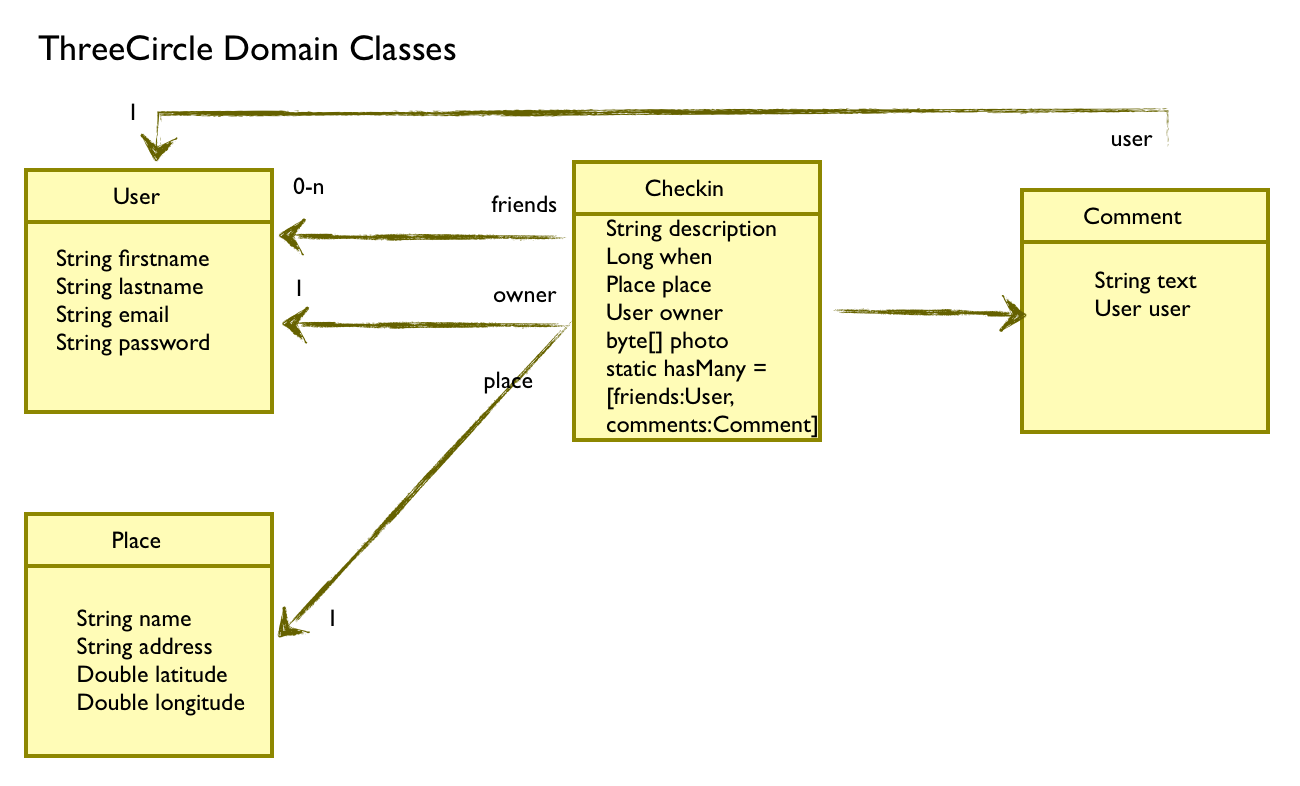 ThreeCircle Domain Classes
1
user
User
String firstname
String lastname
String email
String password
0-n
friends
1
owner
place
Checkin
String description
Long when
Place place
User owner
byte[] photo
static hasMany =
[friends:User,
comments:Comment]
Comment
String text
User user
Place
String name
String address
Double latitude
Double longitude
1